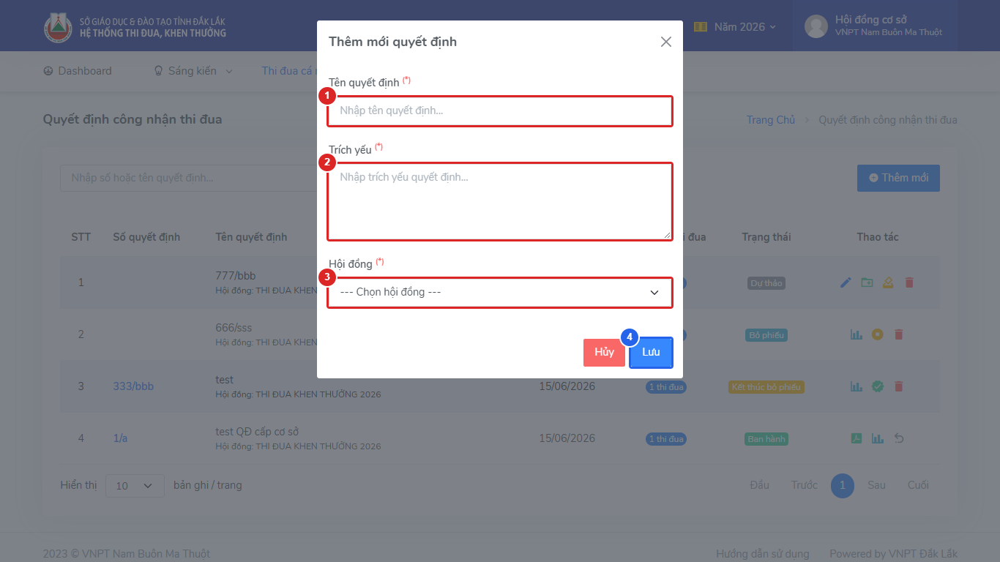 SỞ GIÁO DỤC & ĐÀO TẠO TỈNH ĐẮK LẮK
HỆ THỐNG THI ĐUA, KHEN THƯỞNG
Năm 2026
Hội đồng cơ sở
VNPT Nam Buôn Ma Thuột
Dashboard
Sáng kiến
Thi đua cá
Quyết định công nhận thi đua
Trang Chủ > Quyết định công nhận thi đua
Nhập số hoặc tên quyết định...
Thêm mới
Thêm mới quyết định
Tên quyết định (*)
1
Nhập tên quyết định...
Trích yếu (*)
2
Nhập trích yếu quyết định...
Hội đồng (*)
3
--- Chọn hội đồng ---
4
Hủy
Lưu
STT Số quyết định Tên quyết định đua Trạng thái Thao tác
1 777/bbb Dự thảo
Hội đồng: THI ĐUA KHEN
2 666/sss Bỏ phiếu
Hội đồng: THI ĐUA KHEN
3 333/bbb test 15/06/2026 1 thi đua Kết thúc bỏ phiếu
Hội đồng: THI ĐUA KHEN THƯỞNG 2026
4 1/a test QĐ cấp cơ sở 15/06/2026 1 thi đua Ban hành
Hội đồng: THI ĐUA KHEN THƯỞNG 2026
Hiển thị 10 bản ghi / trang
Đầu Trước 1 Sau Cuối
2023 © VNPT Nam Buôn Ma Thuột
Hướng dẫn sử dụng Powered by VNPT Đắk Lắk